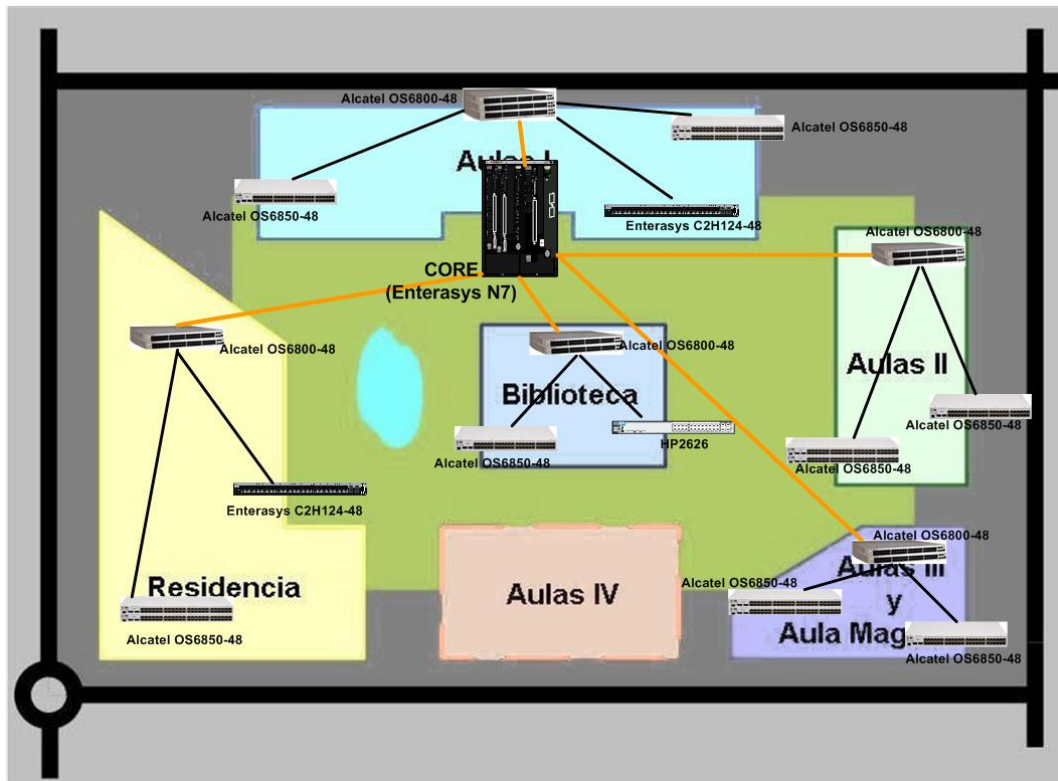 Alcatel OS6800-48
Alcatel OS6850-48
Aulas I
Alcatel OS6850-48
Enterasys C2H124-48
Alcatel OS6800-48
CORE
(Enterasys N7)
Alcatel OS6800-48
Alcatel OS6800-48
Aulas II
Biblioteca
Alcatel OS6850-48
HP2626
Alcatel OS6850-48
Alcatel OS6850-48
Enterasys C2H124-48
Alcatel OS6800-48
Aulas III
Alcatel OS6850-48
Residencia
Aulas IV
y
Aula Mag
Alcatel OS6850-48
Alcatel OS6850-48